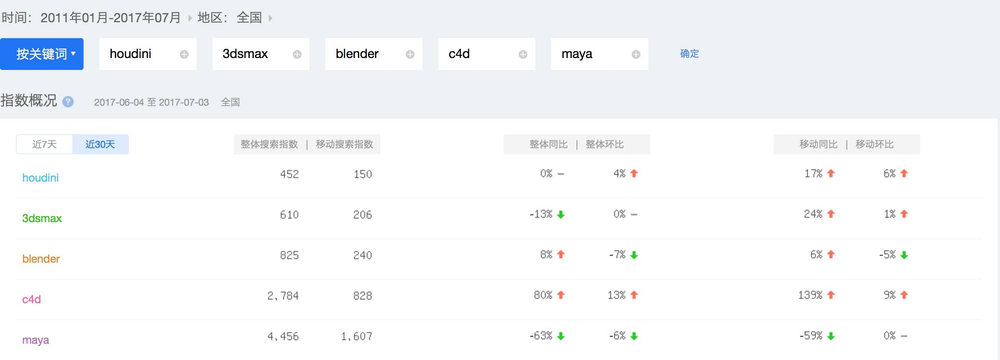 时间： 2011年01月-2017年07月 地区： 全国
按关键词 houdini 3dsmax blender c4d maya 确定
指数概况 ? 2017-06-04 至 2017-07-03 全国
近7天 近30天 整体搜索指数 | 移动搜索指数 整体同比 | 整体环比 移动同比 | 移动环比
houdini 452 150 0% 4% 17% 6%
3dsmax 610 206 -13% 0% 24% 1%
blender 825 240 8% -7% 6% -5%
c4d 2,784 828 80% 13% 139% 9%
maya 4,456 1,607 -63% -6% -59% 0%